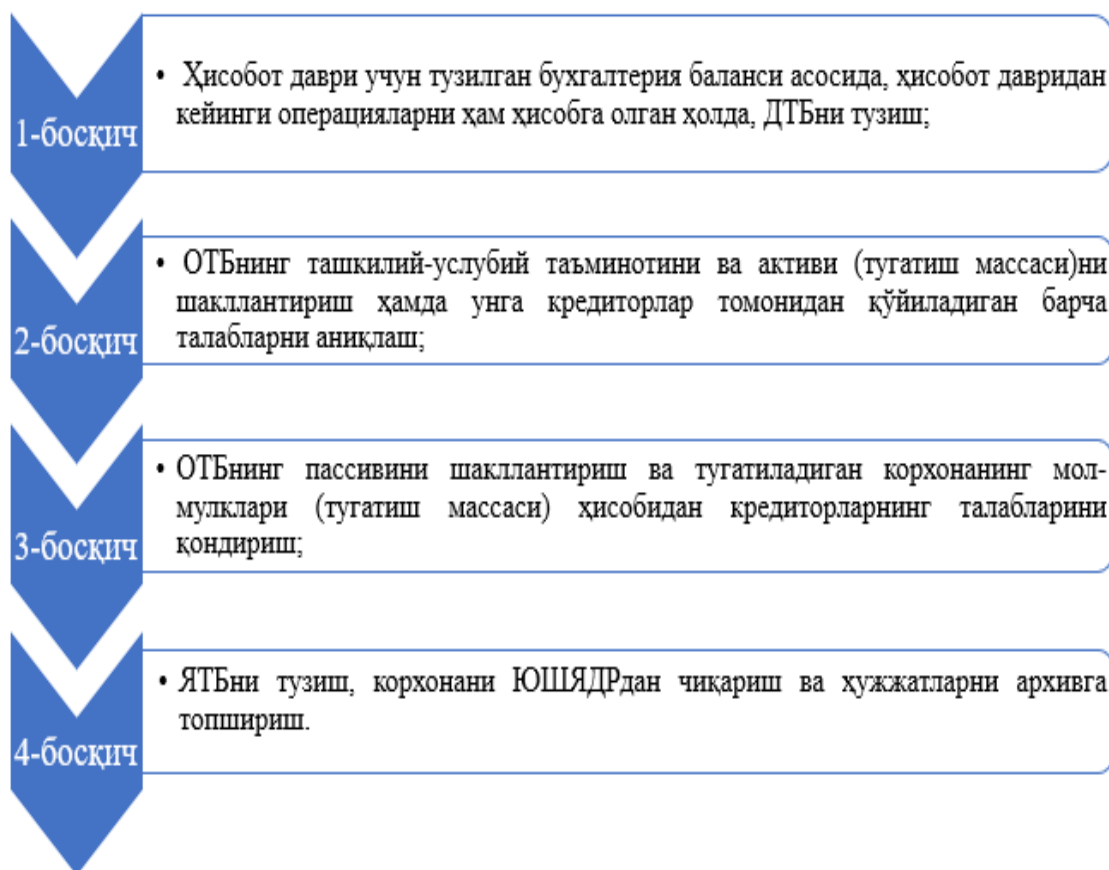 1-босқич
• Ҳисобот даври учун тузилган бухгалтерия баланси асосида, ҳисобот давридан
кейинги операцияларни ҳам ҳисобга олган ҳолда, ДТБни тузиш;
2-босқич
• ОТБнинг ташкилий-услубий таъминотини ва активи (тугатиш массаси)ни
шакллантириш ҳамда унга кредиторлар томонидан қўйиладиган барча
талабларни аниқлаш;
3-босқич
• ОТБнинг пассивини шакллантириш ва тугатиладиган корхонанинг мол-
мулклари (тугатиш массаси) ҳисобидан кредиторларнинг талабларини
қондириш;
4-босқич
• ЯТБни тузиш, корхонани ЮШЯДРдан чиқариш ва ҳужжатларни архивга
топшириш.